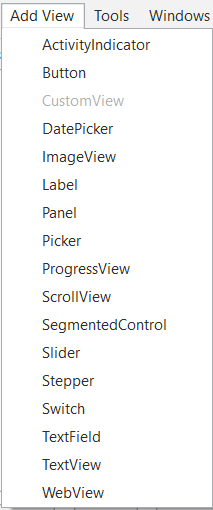 Add View Tools Windows
ActivityIndicator
Button
CustomView
DatePicker
ImageView
Label
Panel
Picker
ProgressView
ScrollView
SegmentedControl
Slider
Stepper
Switch
TextField
TextView
WebView